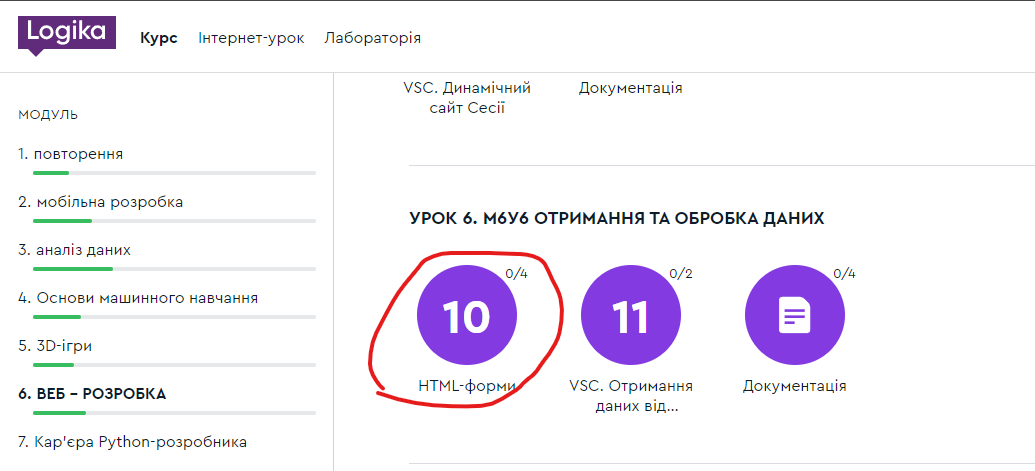 Logika
Курс Інтернет-урок Лабораторія
МОДУЛЬ
1. повторення
2. мобільна розробка
3. аналіз даних
4. Основи машинного навчання
5. 3D-ігри
6. ВЕБ – РОЗРОБКА
7. Кар'єра Python-розробника
VSC. Динамічний
сайт Сесії
Документація
УРОК 6. М6У6 ОТРИМАННЯ ТА ОБРОБКА ДАНИХ
0/4
10
HTML-форми
0/2
11
VSC. Отримання
даних від...
0/4
Документація